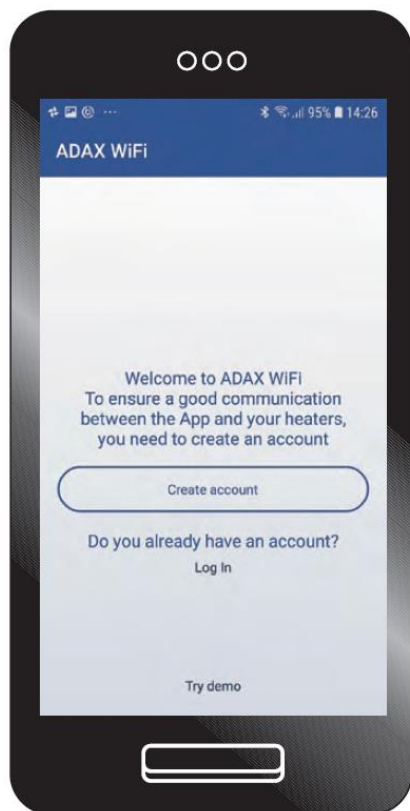 95% 14:26
ADAX WiFi
Welcome to ADAX WiFi
To ensure a good communication
between the App and your heaters,
you need to create an account
Create account
Do you already have an account?
Log In
Try demo